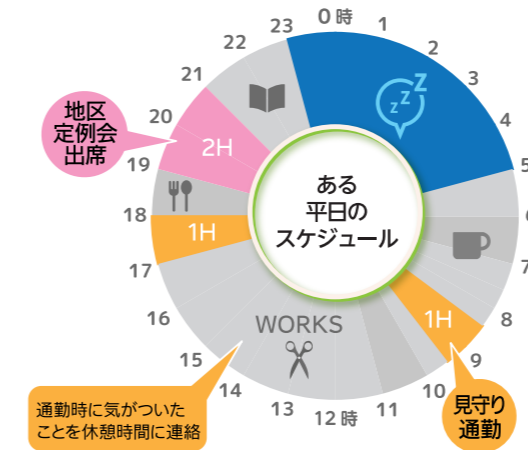 0時
1
2
3
4
5
6
7
8
9
10
11
12時
13
14
15
16
17
18
19
20
21
22
23
z
z
Z
地区
定例会
出席
2H
1H
ある
平日の
スケジュール
1H
WORKS
見守り
通勤
通勤時に気がついた
ことを休憩時間に連絡